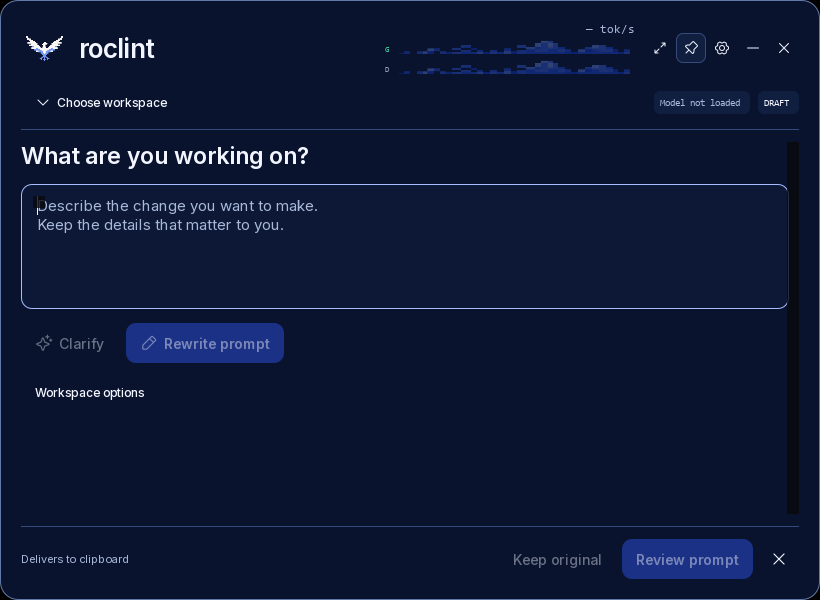 roclint
— tok/s
G
D
Choose workspace
Model not loaded
DRAFT
What are you working on?
Describe the change you want to make.
Keep the details that matter to you.
Clarify
Rewrite prompt
Workspace options
Delivers to clipboard
Keep original
Review prompt